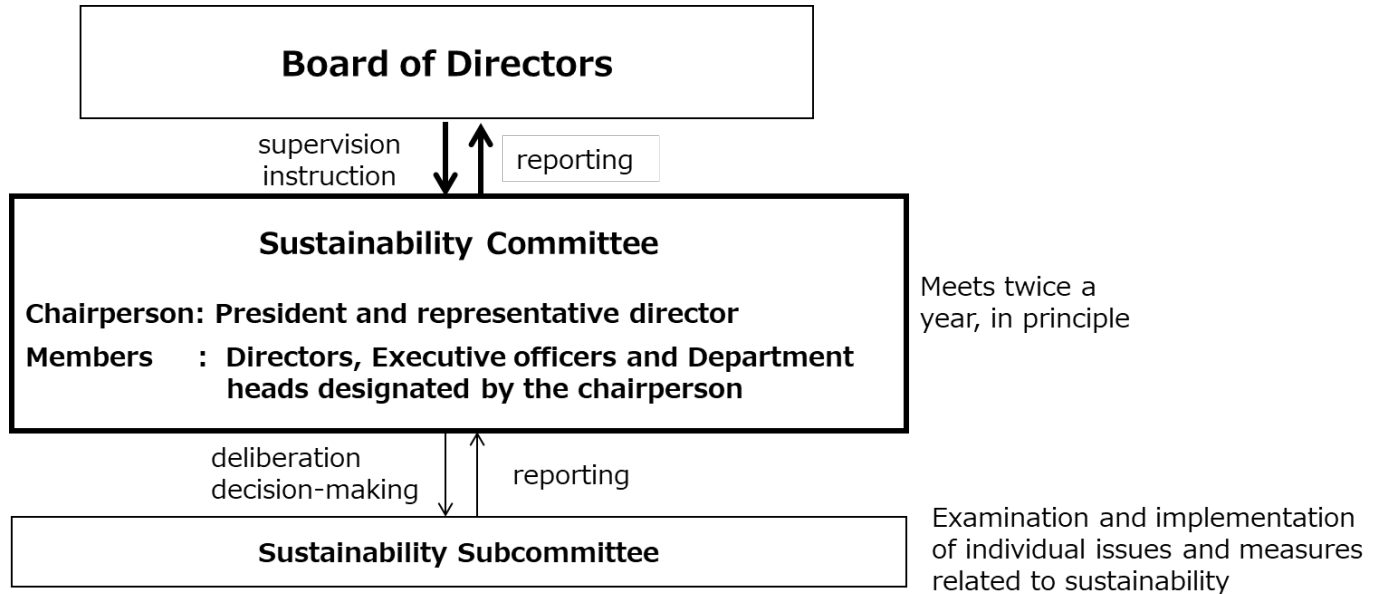 Board of Directors
supervision
instruction
reporting
Sustainability Committee
Chairperson: President and representative director
Members : Directors, Executive officers and Department
heads designated by the chairperson
Meets twice a
year, in principle
deliberation
decision-making
reporting
Sustainability Subcommittee
Examination and implementation
of individual issues and measures
related to sustainability